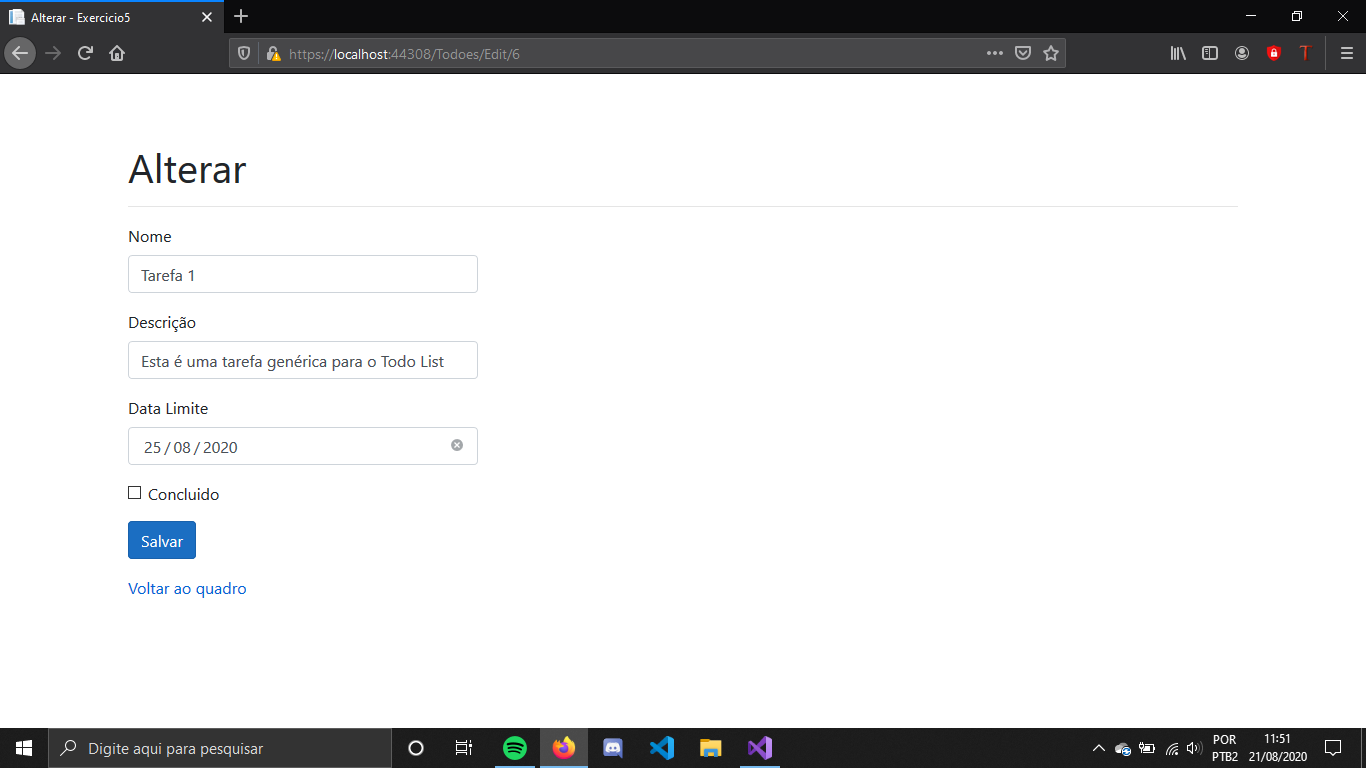 Alterar - Exercicio5
https://localhost:44308/Todoes/Edit/6
Alterar
Nome
Tarefa 1
Descrição
Esta é uma tarefa genérica para o Todo List
Data Limite
25 / 08 / 2020
Concluido
Salvar
Voltar ao quadro
Digite aqui para pesquisar
POR
PTB2
11:51
21/08/2020